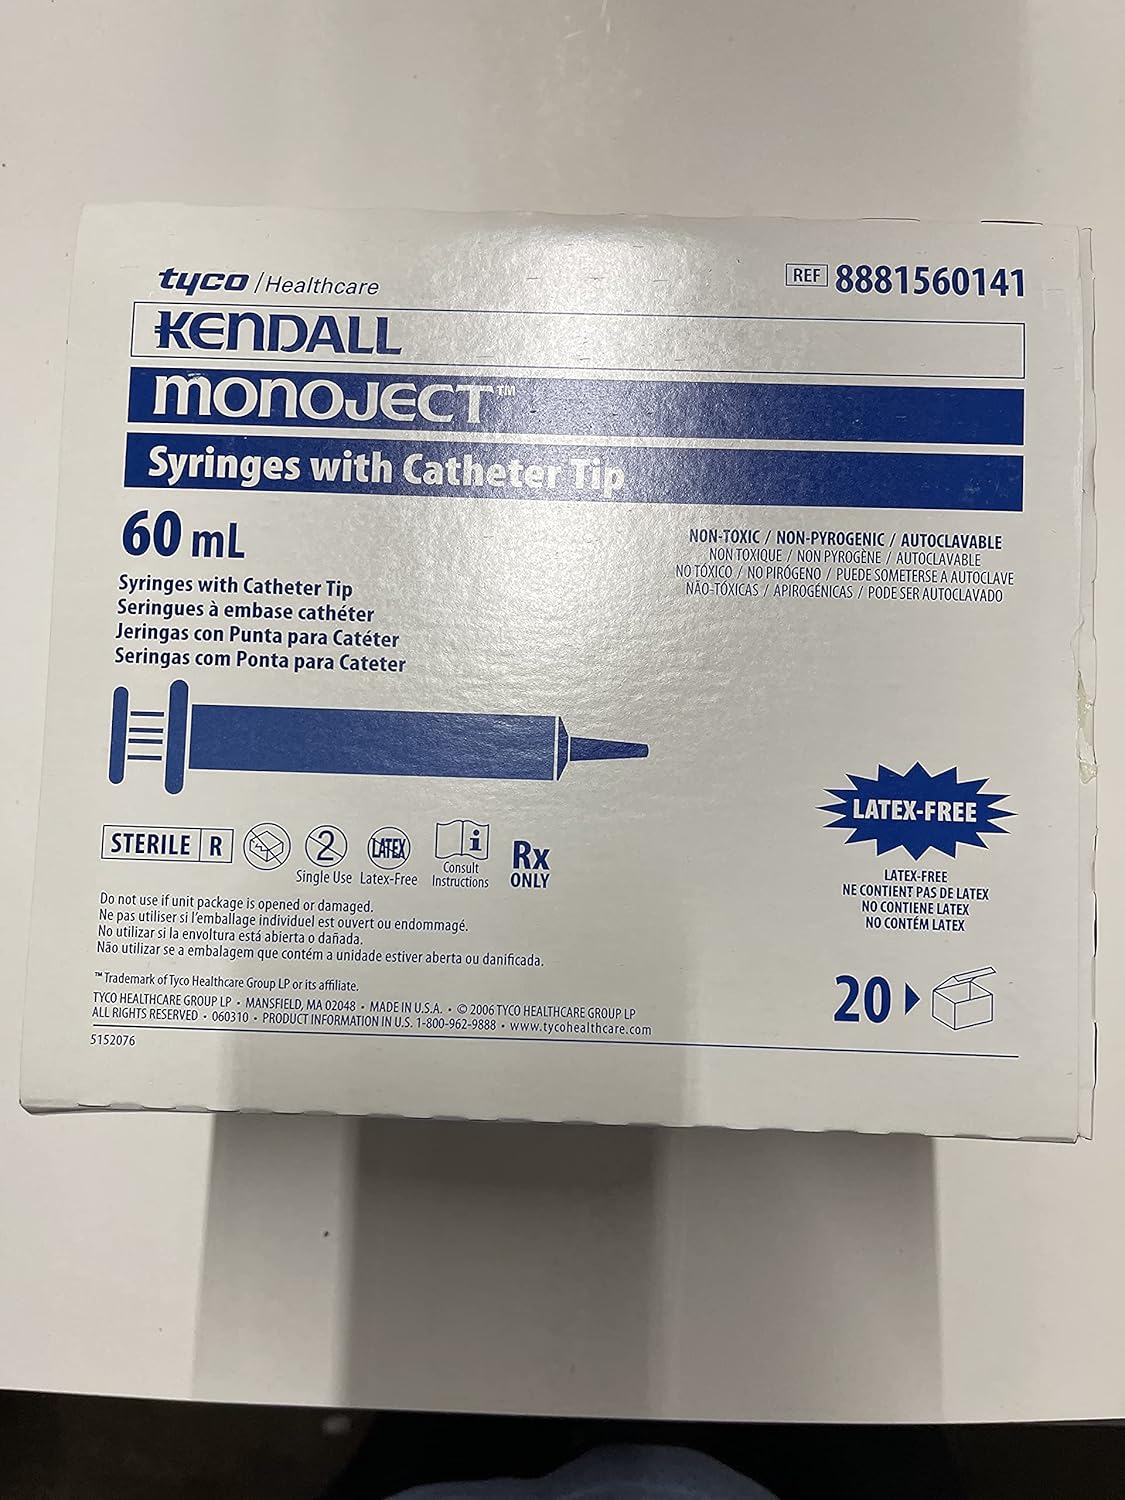 tyco / Healthcare
REF 8881560141
KENDALL
MONOJECT™
Syringes with Catheter Tip
60 mL
Syringes with Catheter Tip
Seringues à embase cathéter
Jeringas con Punta para Catéter
Seringas com Ponta para Cateter
NON-TOXIC / NON-PYROGENIC / AUTOCLAVABLE
NON TOXIQUE / NON PYROGÈNE / AUTOCLAVABLE
NO TÓXICO / NO PIRÓGENO / PUEDE SOMETERSE A AUTOCLAVE
NÃO-TÓXICAS / APIROGÉNICAS / PODE SER AUTOCLAVADO
LATEX-FREE
LATEX-FREE
NE CONTIENT PAS DE LATEX
NO CONTIENE LATEX
NO CONTÉM LATEX
STERILE R
2
Single Use
LATEX
Latex-Free
i
Consult
Instructions
Rx
ONLY
Do not use if unit package is opened or damaged.
Ne pas utiliser si l'emballage individuel est ouvert ou endommagé.
No utilizar si la envoltura está abierta o dañada.
Não utilizar se a embalagem que contém a unidade estiver aberta ou danificada.
20
™ Trademark of Tyco Healthcare Group LP or its affiliate.
TYCO HEALTHCARE GROUP LP • MANSFIELD, MA 02048 • MADE IN U.S.A. • © 2006 TYCO HEALTHCARE GROUP LP
ALL RIGHTS RESERVED • 060310 • PRODUCT INFORMATION IN U.S. 1-800-962-9888 • www.tycohealthcare.com
5152076